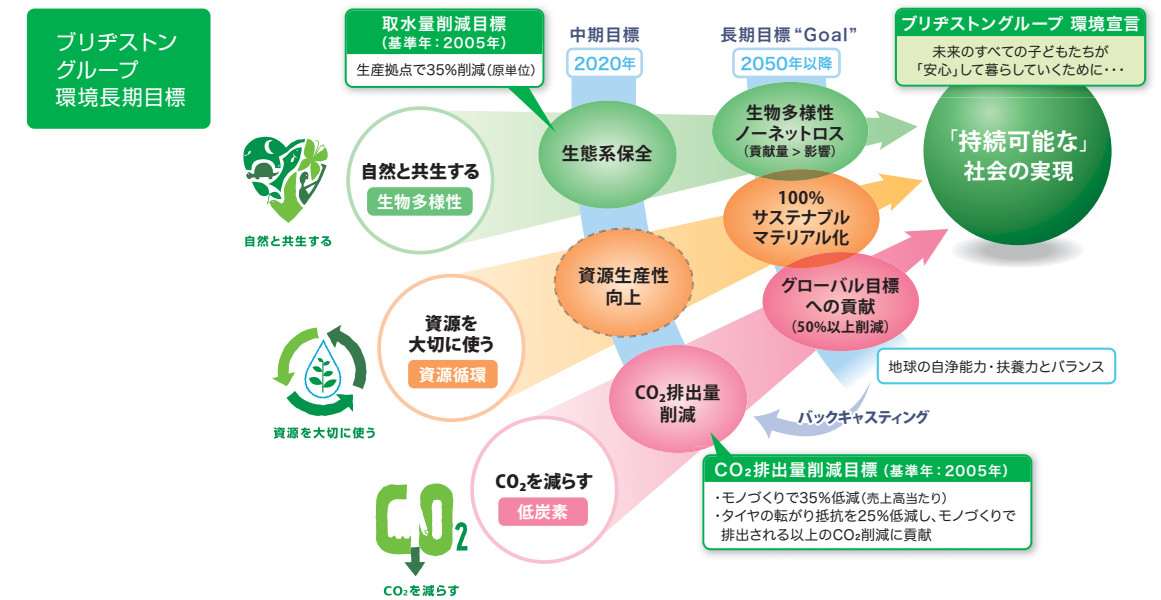 ブリヂストン
グループ
環境長期目標
取水量削減目標
（基準年：2005年）
生産拠点で35%削減（原単位）
中期目標
2020年
長期目標“Goal”
2050年以降
ブリヂストングループ 環境宣言
未来のすべての子どもたちが
「安心」して暮らしていくために･･･
自然と共生する
自然と共生する
生物多様性
生態系保全
生物多様性
ノーネットロス
（貢献量 > 影響）
「持続可能な」
社会の実現
資源を大切に使う
資源を
大切に使う
資源循環
資源生産性
向上
100%
サステナブル
マテリアル化
CO₂
CO₂を減らす
CO₂を減らす
低炭素
CO₂排出量
削減
グローバル目標
への貢献
（50%以上削減）
地球の自浄能力・扶養力とバランス
バックキャスティング
CO₂排出量削減目標（基準年：2005年）
・モノづくりで35%低減（売上高当たり）
・タイヤの転がり抵抗を25%低減し、モノづくりで
排出される以上のCO₂削減に貢献